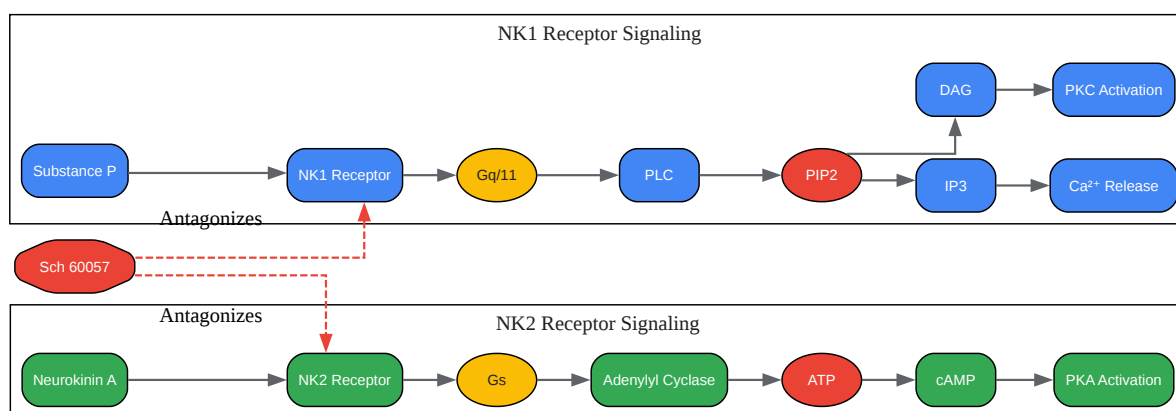 NK1 Receptor Signaling
DAG
PKC Activation
Substance P
NK1 Receptor
Gq/11
PLC
PIP2
IP3
Ca²⁺ Release
Antagonizes
Sch 60057
Antagonizes
NK2 Receptor Signaling
Neurokinin A
NK2 Receptor
Gs
Adenylyl Cyclase
ATP
cAMP
PKA Activation